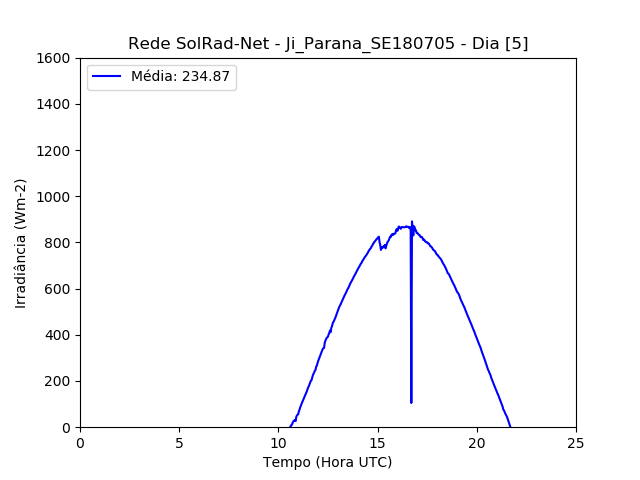 Rede SolRad-Net - Ji_Parana_SE180705 - Dia [5]
Média: 234.87
Irradiância (Wm-2)
1600
1400
1200
1000
800
600
400
200
0
0 5 10 15 20 25
Tempo (Hora UTC)